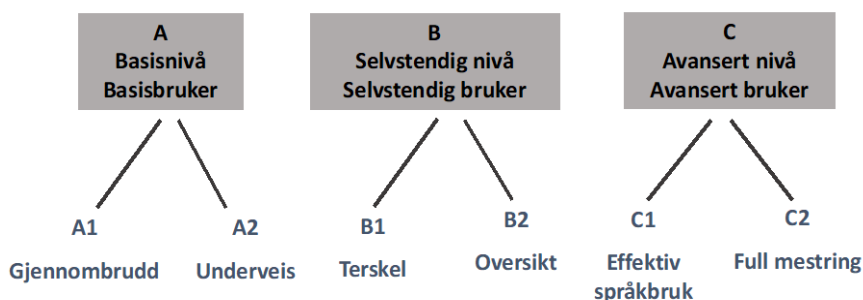 A
Basisnivå
Basisbruker
B
Selvstendig nivå
Selvstendig bruker
C
Avansert nivå
Avansert bruker
A1
Gjennombrudd
A2
Underveis
B1
Terskel
B2
Oversikt
C1
Effektiv
språkbruk
C2
Full mestring